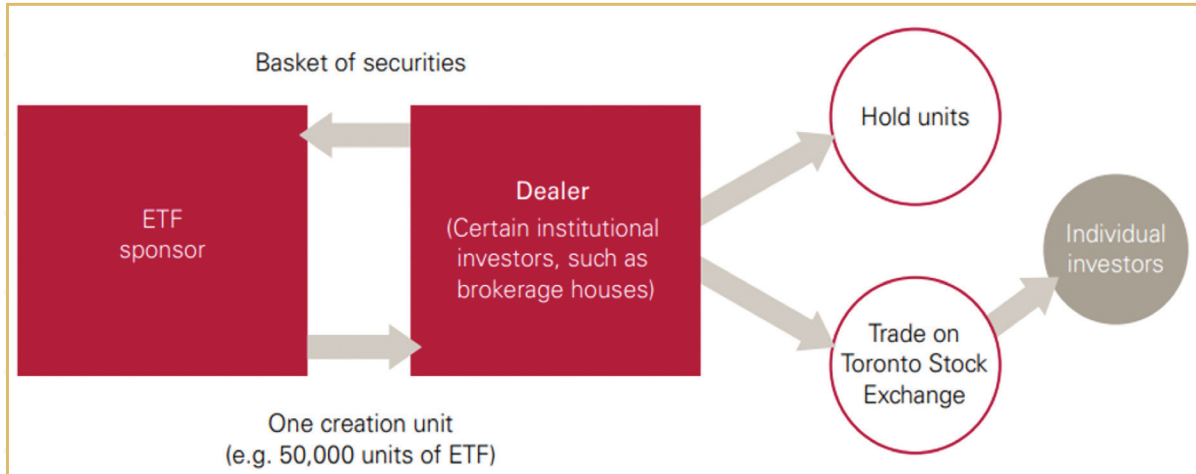 Basket of securities
ETF
sponsor
Dealer
(Certain institutional
investors, such as
brokerage houses)
One creation unit
(e.g. 50,000 units of ETF)
Hold units
Trade on
Toronto Stock
Exchange
Individual
investors